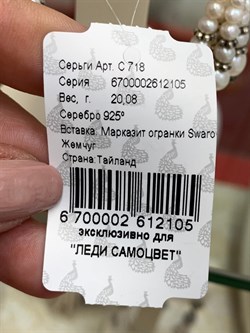 Серьги Арт. С 718
Серия 6700002612105
Вес, г. 20,08
Серебро 925°
Вставка: Марказит огранки Swaro
Жемчуг
Страна:Тайланд
6 700002 612105
эксклюзивно для
"ЛЕДИ САМОЦВЕТ"